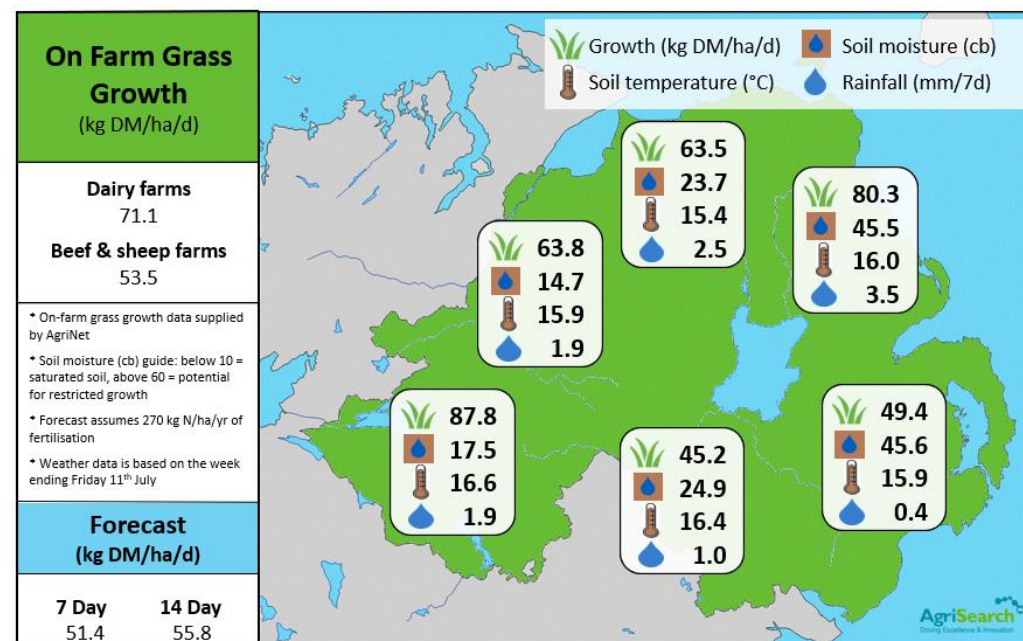 On Farm Grass
Growth
(kg DM/ha/d)
Dairy farms
71.1
Beef & sheep farms
53.5
* On-farm grass growth data supplied
by AgriNet
* Soil moisture (cb) guide: below 10 =
saturated soil, above 60 = potential
for restricted growth
* Forecast assumes 270 kg N/ha/yr of
fertilisation
* Weather data is based on the week
ending Friday 11th July
Forecast
(kg DM/ha/d)
7 Day 14 Day
51.4 55.8
Growth (kg DM/ha/d) Soil moisture (cb)
Soil temperature (°C) Rainfall (mm/7d)
63.5
23.7
15.4
2.5
80.3
45.5
16.0
3.5
63.8
14.7
15.9
1.9
87.8
17.5
16.6
1.9
45.2
24.9
16.4
1.0
49.4
45.6
15.9
0.4
AgriSearch
Driving Excellence & Innovation